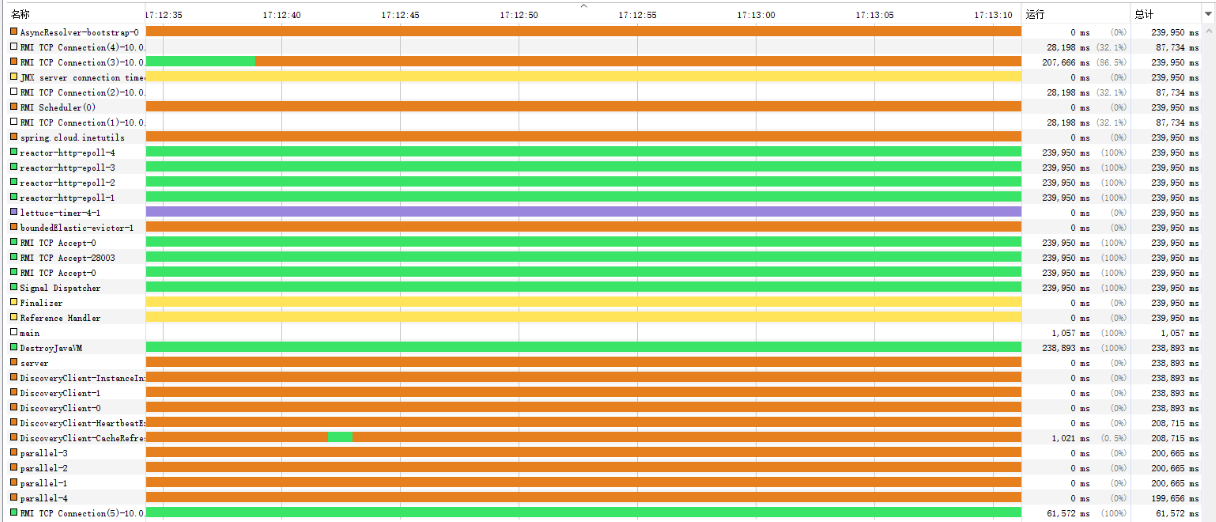 名称 17:12:35 17:12:40 17:12:45 17:12:50 17:12:55 17:13:00 17:13:05 17:13:10 运行 总计
AsyncResolver-bootstrap-0 0 ms (0%) 239,950 ms
RMI TCP Connection(4)-10.0. 28,198 ms (32.1%) 87,734 ms
RMI TCP Connection(3)-10.0. 207,666 ms (86.5%) 239,950 ms
JMX server connection time 0 ms (0%) 239,950 ms
RMI TCP Connection(2)-10.0. 28,198 ms (32.1%) 87,734 ms
RMI Scheduler(0) 0 ms (0%) 239,950 ms
RMI TCP Connection(1)-10.0. 28,198 ms (32.1%) 87,734 ms
spring.cloud.inetutils 0 ms (0%) 239,950 ms
reactor-http-epoll-4 239,950 ms (100%) 239,950 ms
reactor-http-epoll-3 239,950 ms (100%) 239,950 ms
reactor-http-epoll-2 239,950 ms (100%) 239,950 ms
reactor-http-epoll-1 239,950 ms (100%) 239,950 ms
lettuce-timer-4-1 0 ms (0%) 239,950 ms
boundedElastic-evictor-1 0 ms (0%) 239,950 ms
RMI TCP Accept-0 239,950 ms (100%) 239,950 ms
RMI TCP Accept-28003 239,950 ms (100%) 239,950 ms
RMI TCP Accept-0 239,950 ms (100%) 239,950 ms
Signal Dispatcher 239,950 ms (100%) 239,950 ms
Finalizer 0 ms (0%) 239,950 ms
Reference Handler 0 ms (0%) 239,950 ms
main 1,057 ms (100%) 1,057 ms
DestroyJavaVM 238,893 ms (100%) 238,893 ms
server 0 ms (0%) 238,893 ms
DiscoveryClient-InstanceIn 0 ms (0%) 238,893 ms
DiscoveryClient-1 0 ms (0%) 238,893 ms
DiscoveryClient-0 0 ms (0%) 238,893 ms
DiscoveryClient-HeartbeatE 0 ms (0%) 208,715 ms
DiscoveryClient-CacheRefre 1,021 ms (0.5%) 208,715 ms
parallel-3 0 ms (0%) 200,665 ms
parallel-2 0 ms (0%) 200,665 ms
parallel-1 0 ms (0%) 200,665 ms
parallel-4 0 ms (0%) 199,656 ms
RMI TCP Connection(5)-10.0. 61,572 ms (100%) 61,572 ms